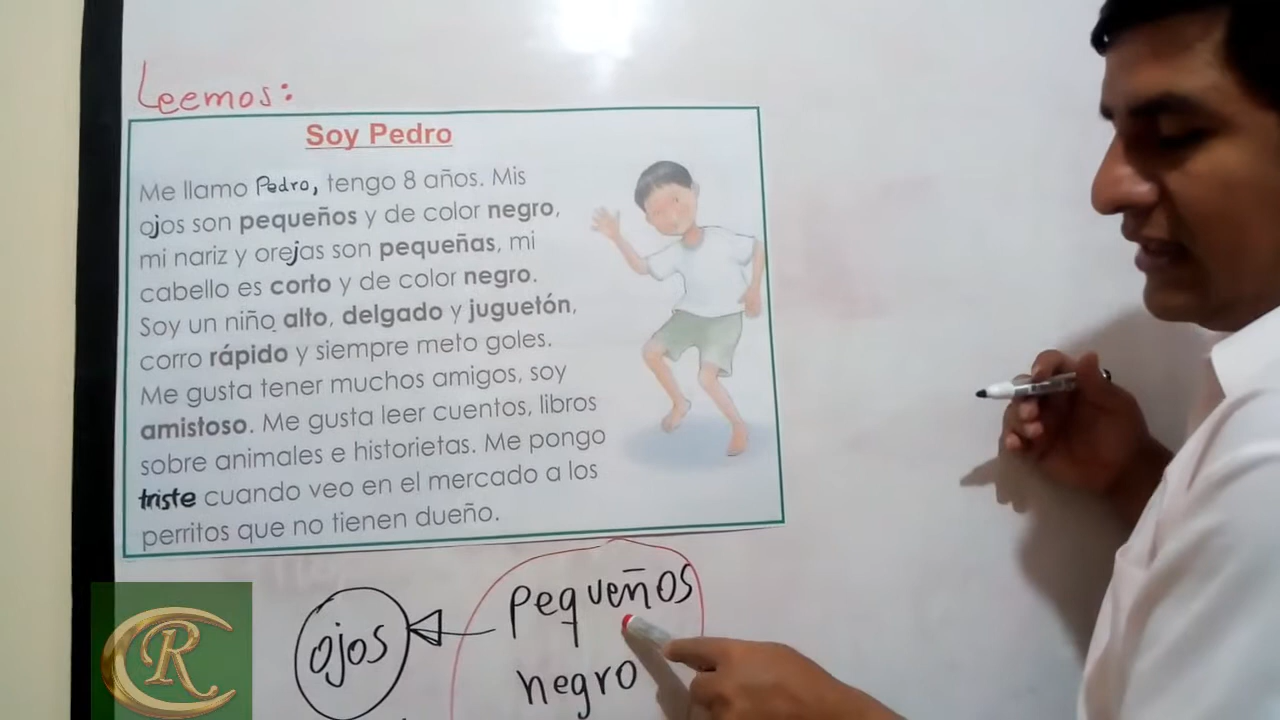 Leemos:
Soy Pedro
Me llamo Pedro, tengo 8 años. Mis
ojos son pequeños y de color negro,
mi nariz y orejas son pequeñas, mi
cabello es corto y de color negro.
Soy un niño alto, delgado y juguetón,
corro rápido y siempre meto goles.
Me gusta tener muchos amigos, soy
amistoso. Me gusta leer cuentos, libros
sobre animales e historietas. Me pongo
triste cuando veo en el mercado a los
perritos que no tienen dueño.
ojos
pequeños
negro
CR